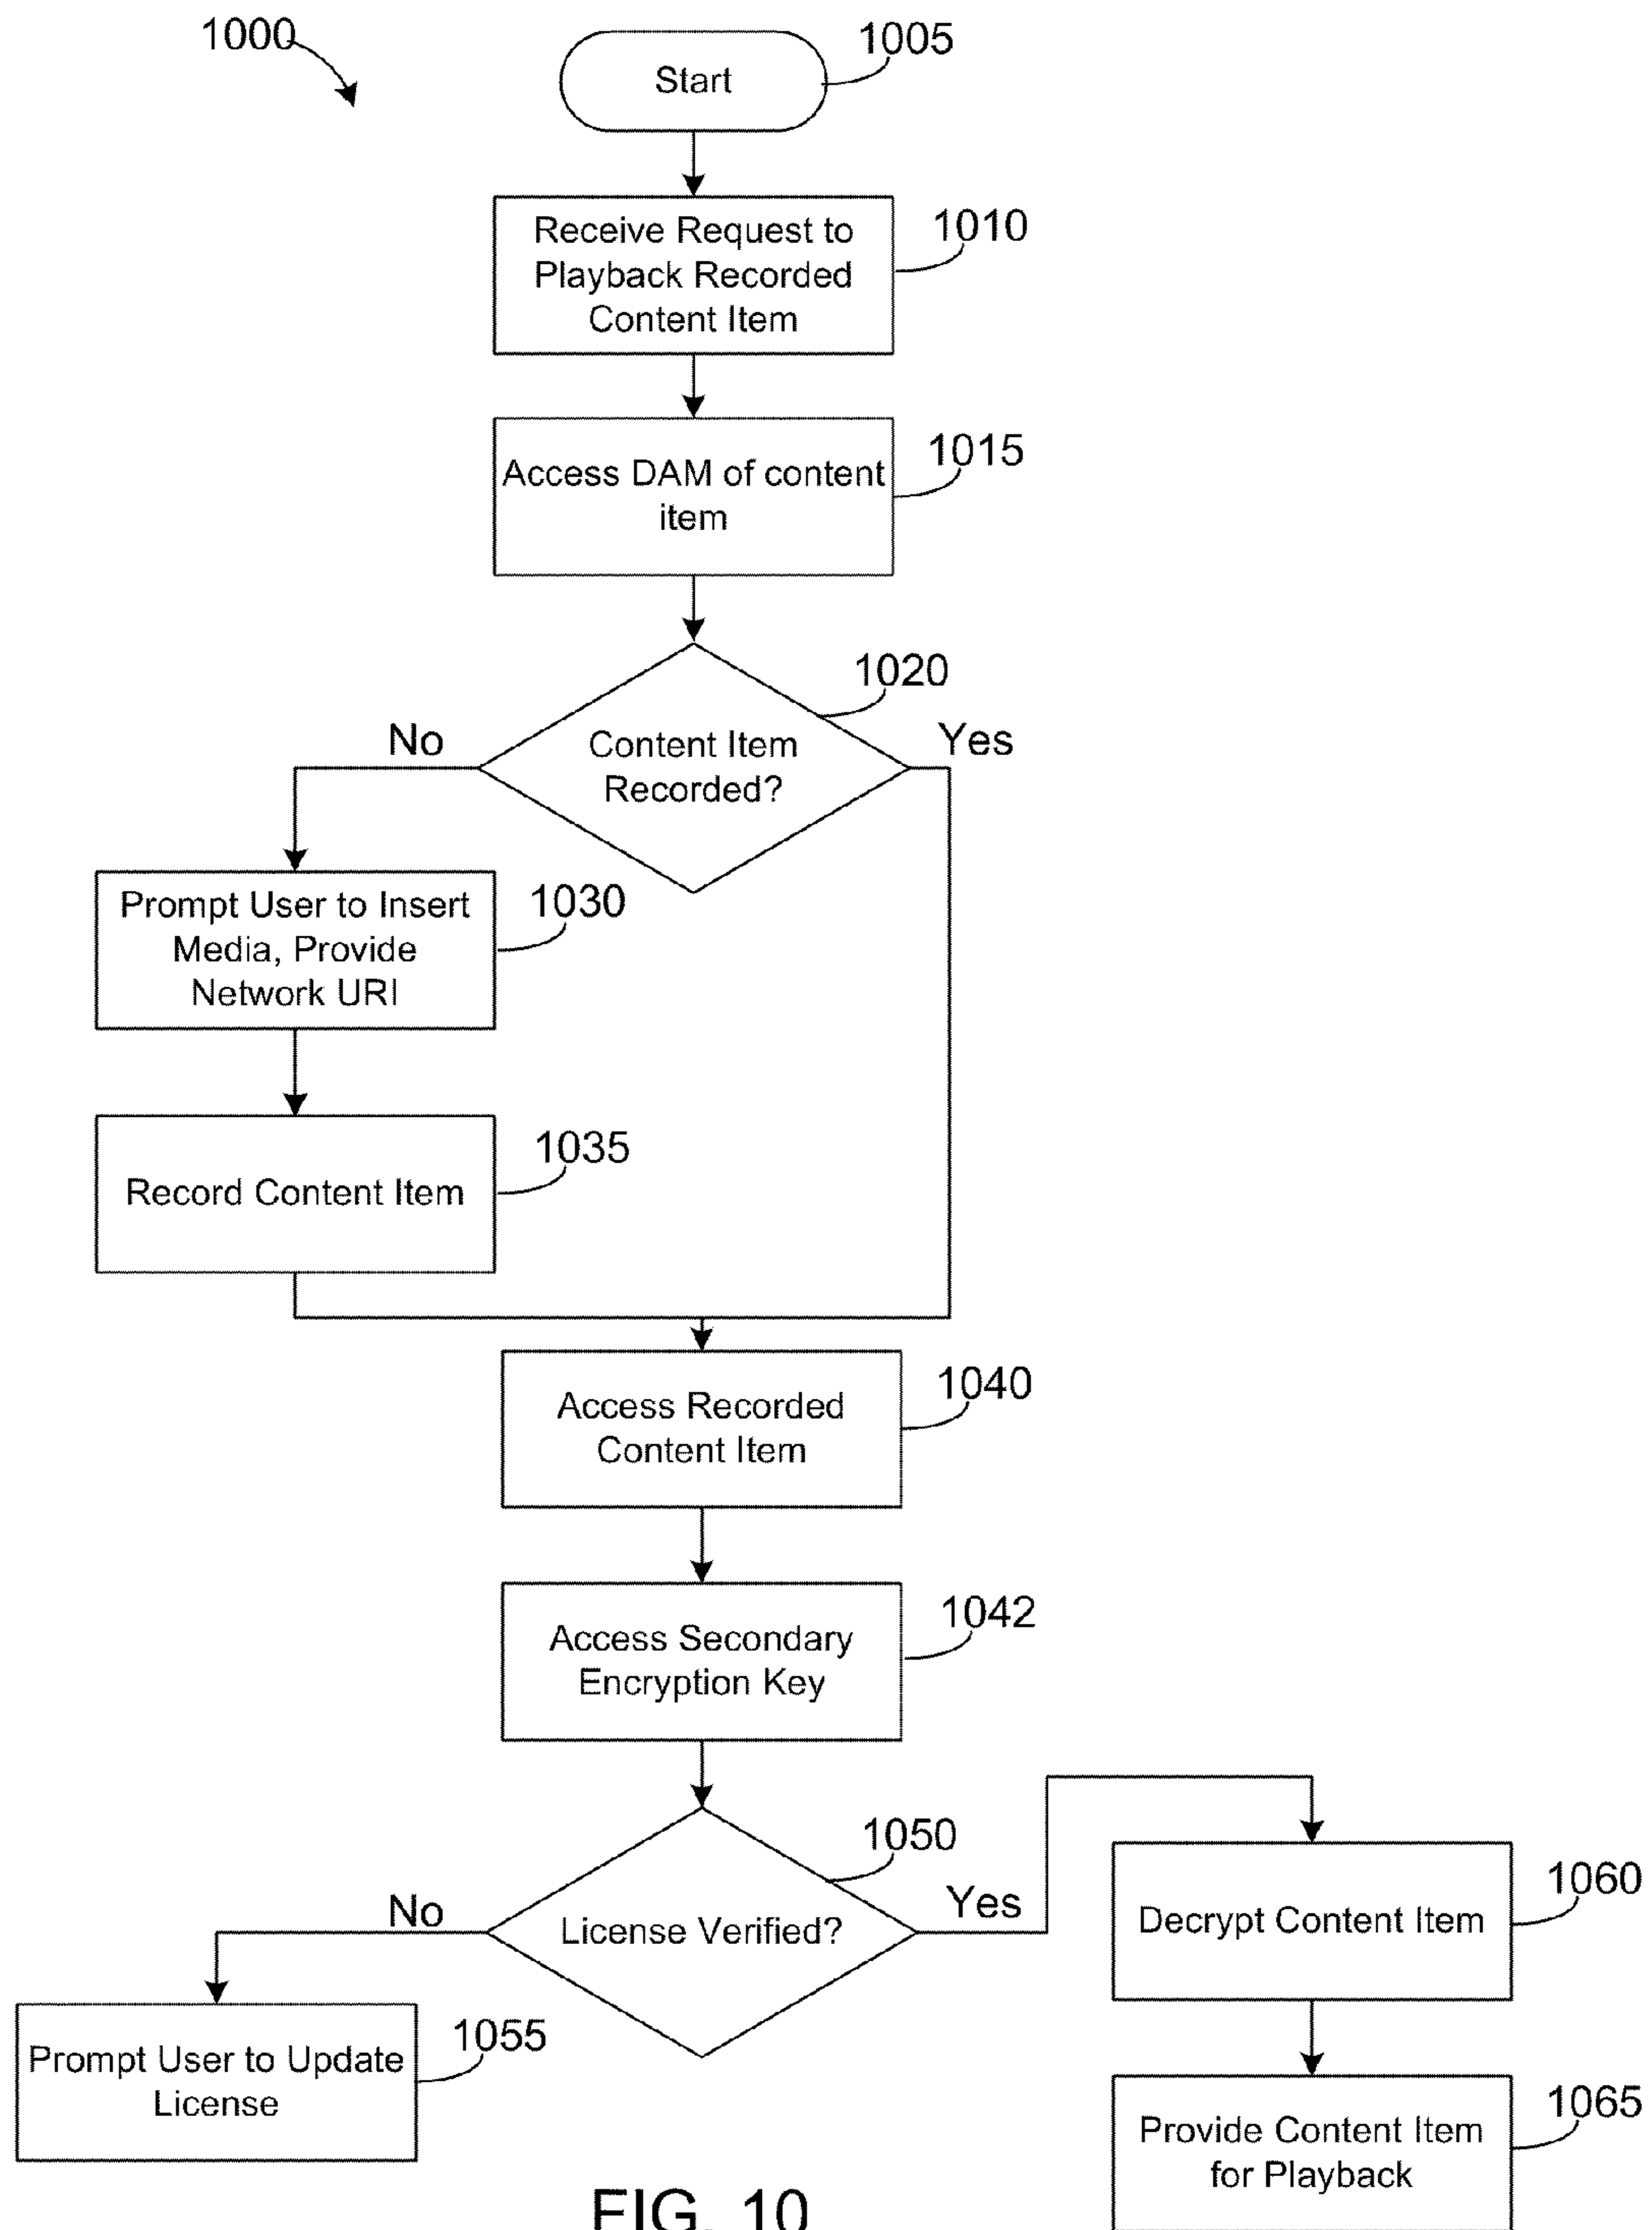 1000
Start
1005
Receive Request to
Playback Recorded
Content Item
1010
Access DAM of content
item
1015
Content Item
Recorded?
1020
No
Yes
Prompt User to Insert
Media, Provide
Network URI
1030
Record Content Item
1035
Access Recorded
Content Item
1040
Access Secondary
Encryption Key
1042
License Verified?
1050
No
Yes
Prompt User to Update
License
1055
Decrypt Content Item
1060
Provide Content Item
for Playback
1065
FIG. 10